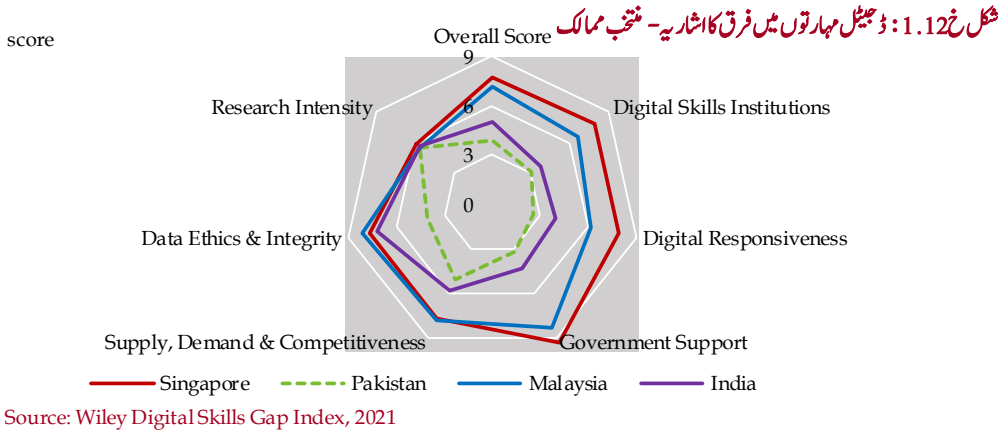 شکل خ1.12: ڈجیٹل مہارتوں میں فرق کا اشاریہ - منتخب ممالک
score
Overall Score
9
Research Intensity
6
Digital Skills Institutions
3
0
Data Ethics & Integrity
Digital Responsiveness
Supply, Demand & Competitiveness
Government Support
Singapore Pakistan Malaysia India
Source: Wiley Digital Skills Gap Index, 2021